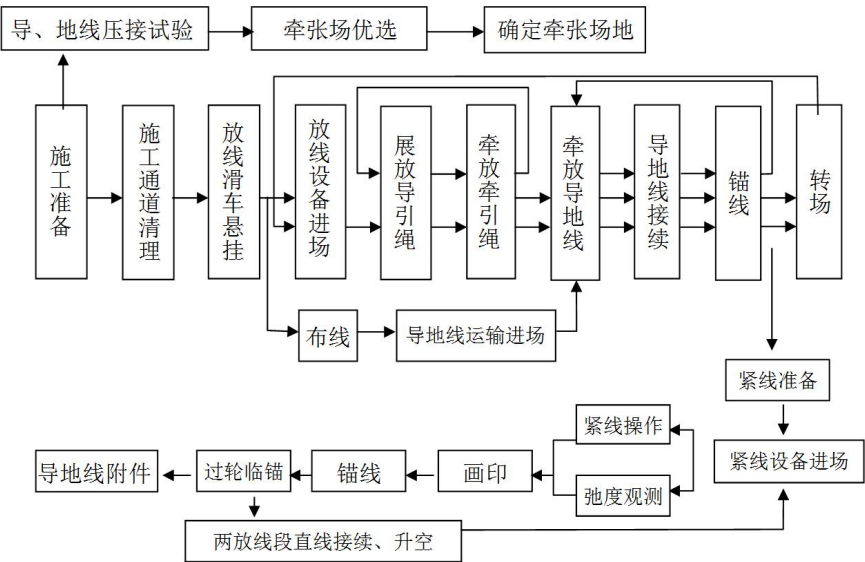 导、地线压接试验
牵张场优选
确定牵张场地
施工准备
施工通道清理
放线滑车悬挂
放线设备进场
展放导引绳
牵放牵引绳
牵放导地线
导地线接续
锚线
转场
布线
导地线运输进场
紧线准备
紧线操作
紧线设备进场
导地线附件
过轮临锚
锚线
画印
弛度观测
两放线段直线接续、升空